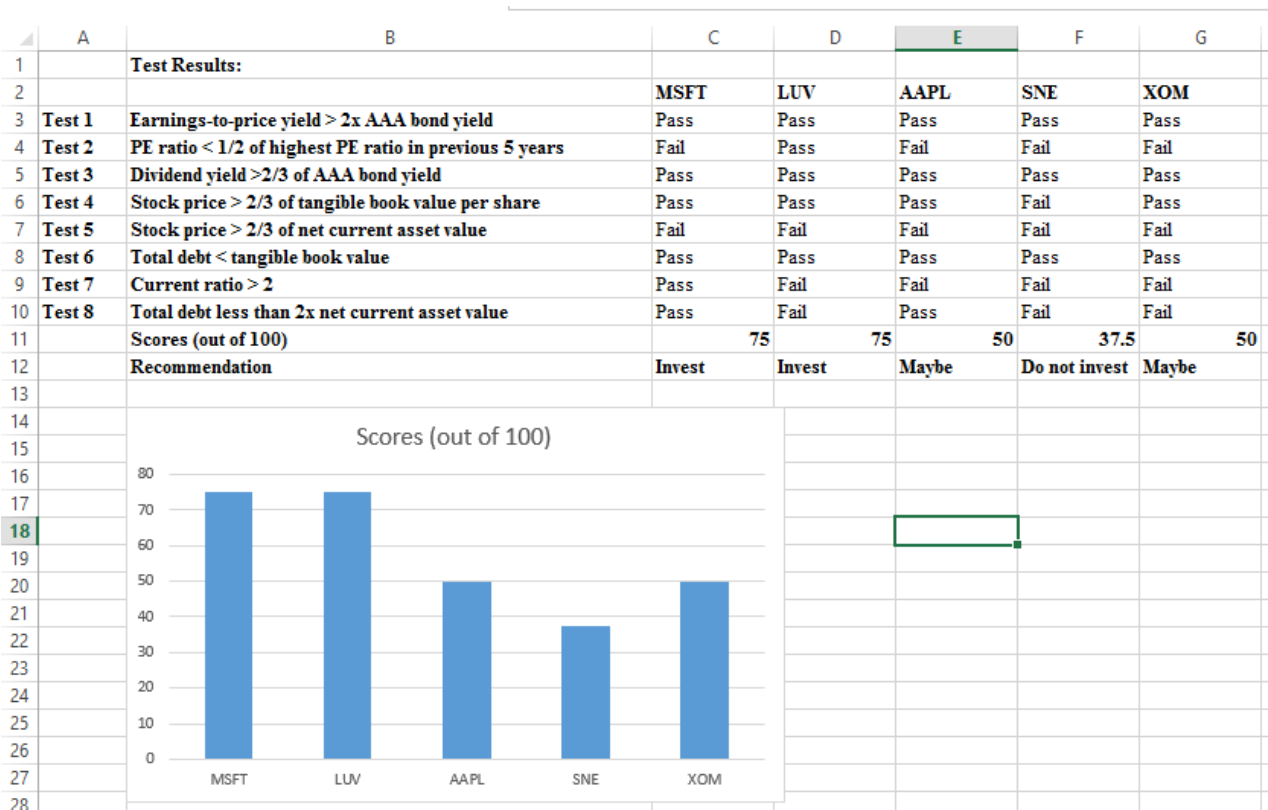 A B C D E F G
1 Test Results:
2 MSFT LUV AAPL SNE XOM
3 Test 1 Earnings-to-price yield > 2x AAA bond yield Pass Pass Pass Pass Pass
4 Test 2 PE ratio < 1/2 of highest PE ratio in previous 5 years Fail Pass Fail Fail Fail
5 Test 3 Dividend yield >2/3 of AAA bond yield Pass Pass Pass Pass Pass
6 Test 4 Stock price > 2/3 of tangible book value per share Pass Pass Pass Fail Pass
7 Test 5 Stock price > 2/3 of net current asset value Fail Fail Fail Fail Fail
8 Test 6 Total debt < tangible book value Pass Pass Pass Pass Pass
9 Test 7 Current ratio > 2 Pass Fail Fail Fail Fail
10 Test 8 Total debt less than 2x net current asset value Pass Fail Pass Fail Fail
11 Scores (out of 100) 75 75 50 37.5 50
12 Recommendation Invest Invest Maybe Do not invest Maybe
13
14
15
16
17
18
19
20
21
22
23
24
25
26
27
28
Scores (out of 100)
80
70
60
50
40
30
20
10
0
MSFT LUV AAPL SNE XOM